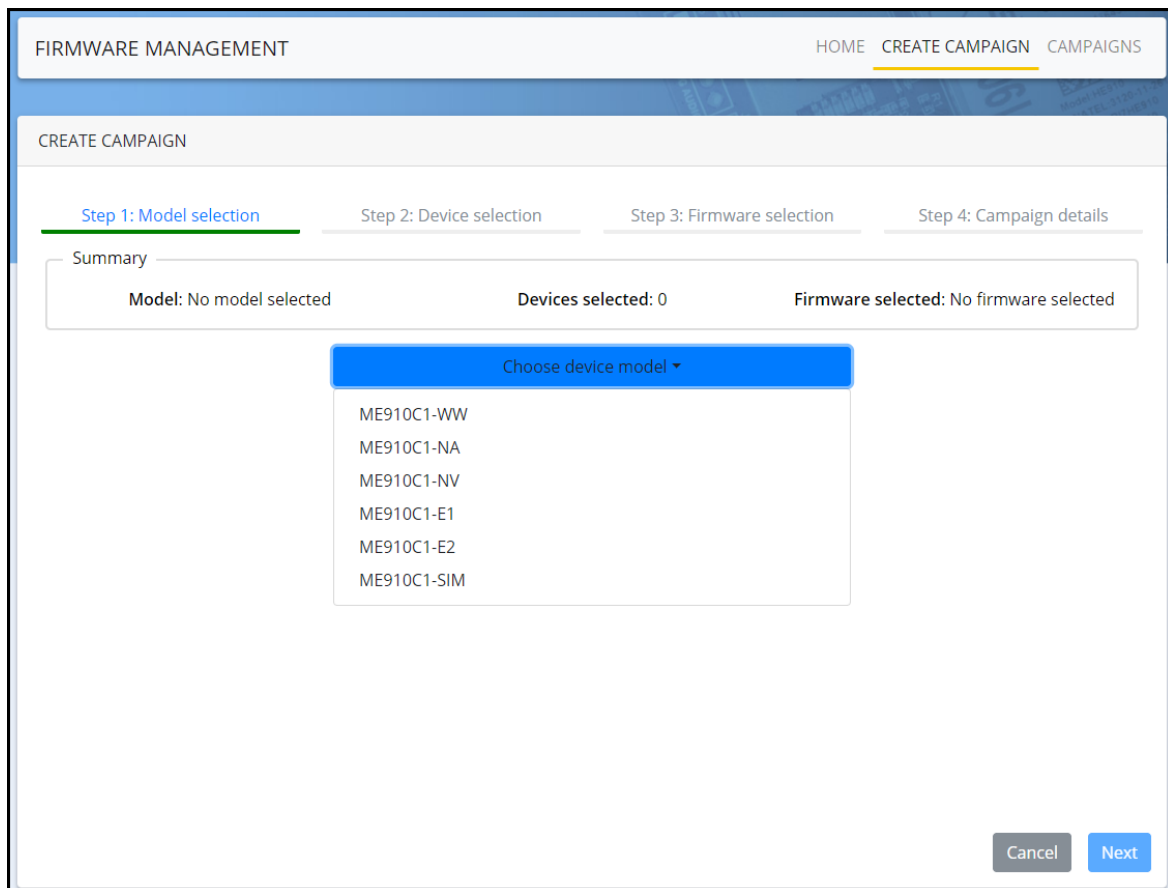 FIRMWARE MANAGEMENT HOME CREATE CAMPAIGN CAMPAIGNS
CREATE CAMPAIGN
Step 1: Model selection Step 2: Device selection Step 3: Firmware selection Step 4: Campaign details
Summary
Model: No model selected Devices selected: 0 Firmware selected: No firmware selected
Choose device model
ME910C1-WW
ME910C1-NA
ME910C1-NV
ME910C1-E1
ME910C1-E2
ME910C1-SIM
Cancel Next